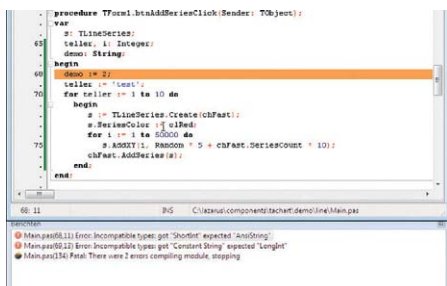 procedure TForm1.btnAddSeriesClick(Sender: TObject);
var
s: TLineSeries;
65 teller, i: Integer;
demo: String;
begin
68 demo := 2;
teller := 'test';
70 for teller := 1 to 10 do
begin
s := TLineSeries.Create(chFast);
s.SeriesColor := clRed;
for i := 1 to 50000 do
75 s.AddXY(i, Random * 5 + chFast.SeriesCount * 10);
chFast.AddSeries(s);
end;
end;
68: 11 INS C:\lazarus\components\tachart\demo\line\Main.pas
Berichten
Main.pas(68,11) Error: Incompatible types: got "ShortInt" expected "AnsiString"
Main.pas(69,13) Error: Incompatible types: got "Constant String" expected "LongInt"
Main.pas(134) Fatal: There were 2 errors compiling module, stopping